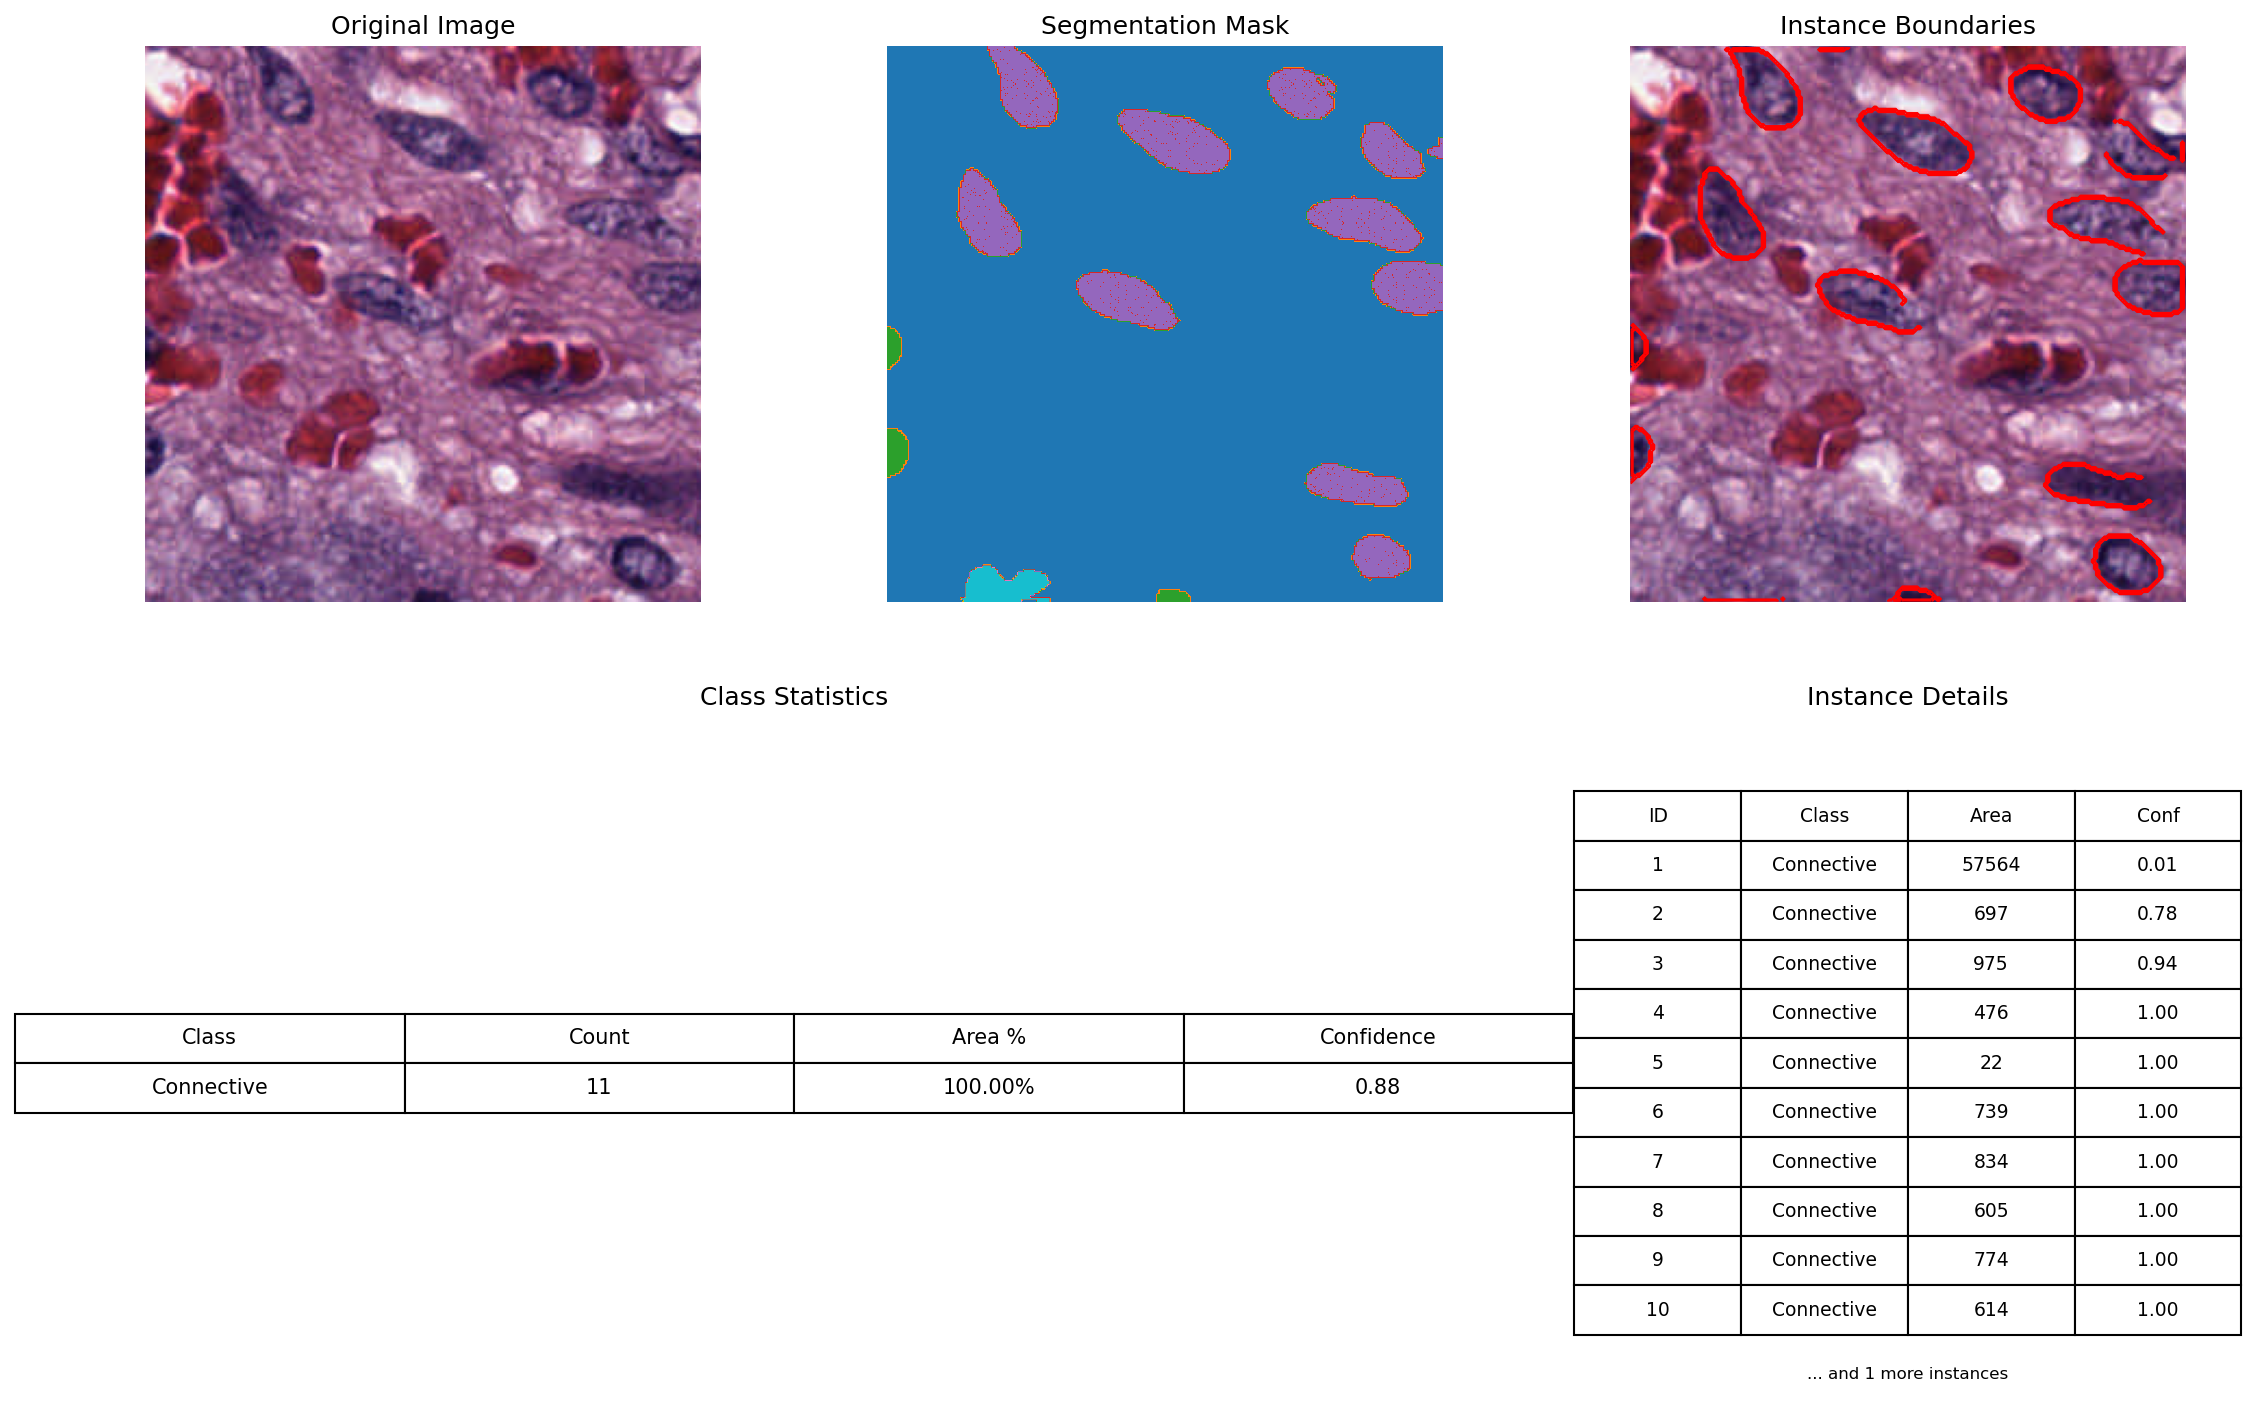 Original Image
Segmentation Mask
Instance Boundaries
Class Statistics
Class Count Area % Confidence
Connective 11 100.00% 0.88
Instance Details
ID Class Area Conf
1 Connective 57564 0.01
2 Connective 697 0.78
3 Connective 975 0.94
4 Connective 476 1.00
5 Connective 22 1.00
6 Connective 739 1.00
7 Connective 834 1.00
8 Connective 605 1.00
9 Connective 774 1.00
10 Connective 614 1.00
... and 1 more instances